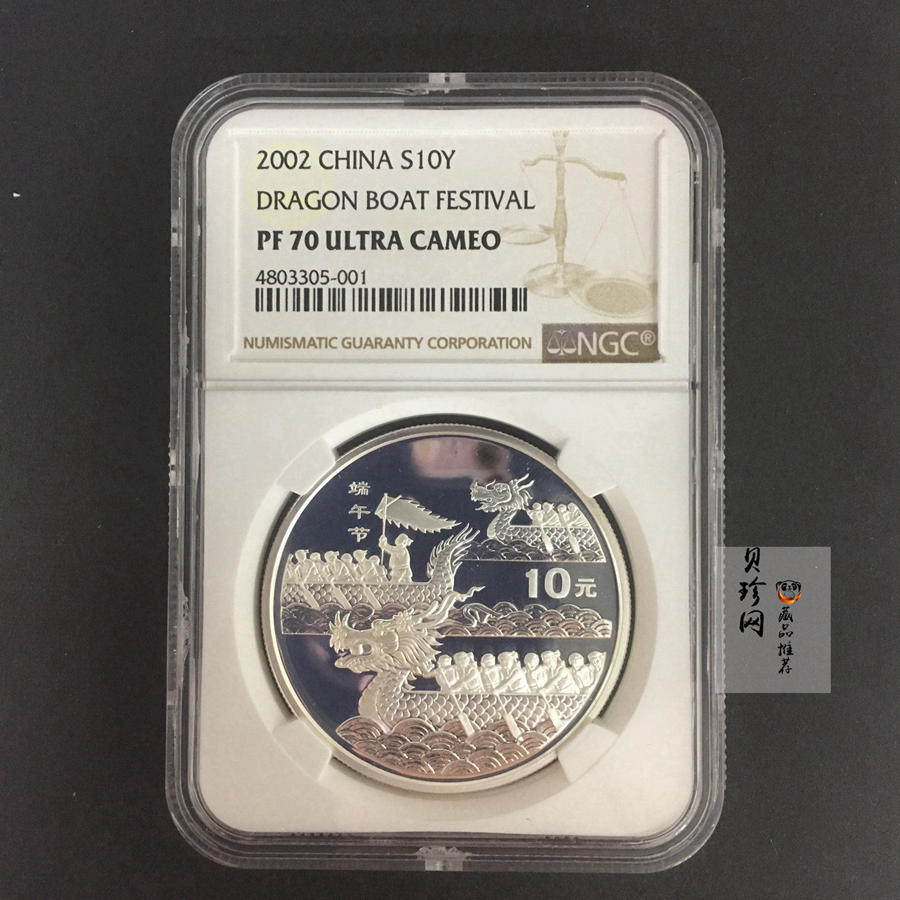 2002 CHINA S10Y
DRAGON BOAT FESTIVAL
PF 70 ULTRA CAMEO
4803305-001
NUMISMATIC GUARANTY CORPORATION
NGC®
端午节
10元
贝珍网
藏品推荐